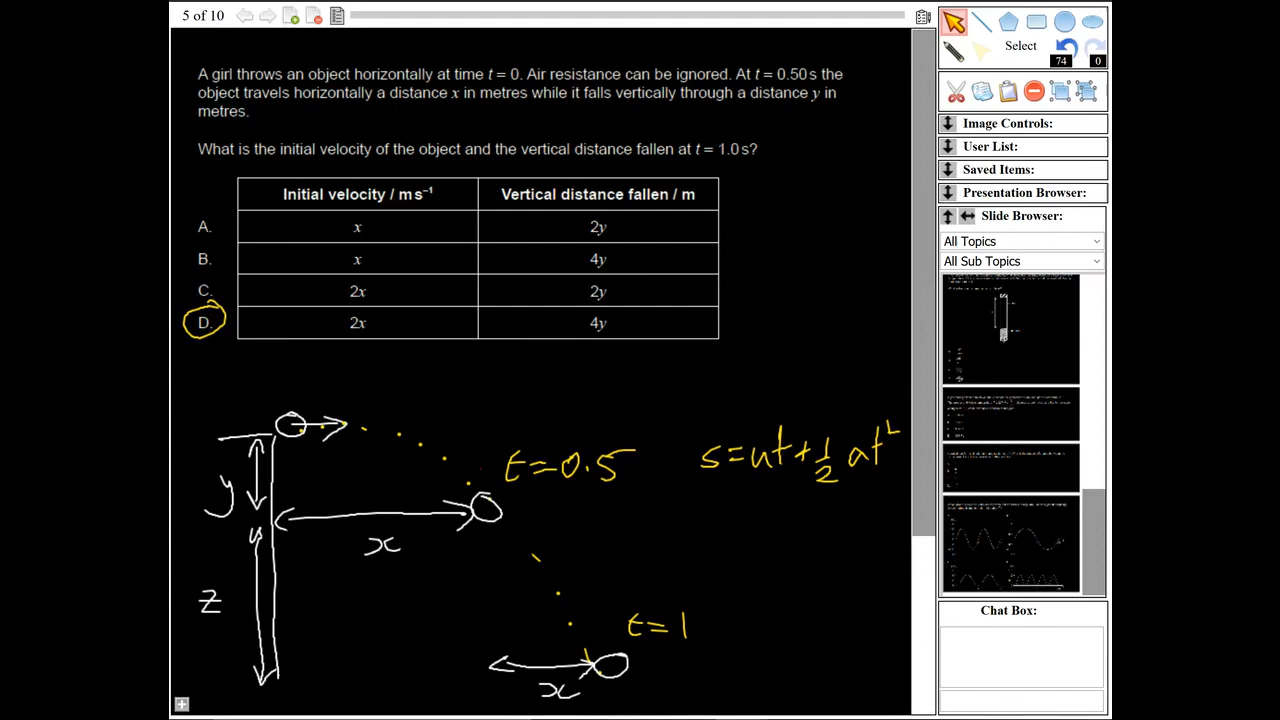 5 of 10
A girl throws an object horizontally at time t = 0. Air resistance can be ignored. At t = 0.50 s the
object travels horizontally a distance x in metres while it falls vertically through a distance y in
metres.
What is the initial velocity of the object and the vertical distance fallen at t = 1.0 s?
Initial velocity / m s⁻¹ Vertical distance fallen / m
A. x 2y
B. x 4y
C. 2x 2y
D. 2x 4y
t = 0.5 s = ut + 1/2 at²
y
x
z
t = 1
x
Select
74 0
Image Controls:
User List:
Saved Items:
Presentation Browser:
Slide Browser:
All Topics
All Sub Topics
Chat Box: